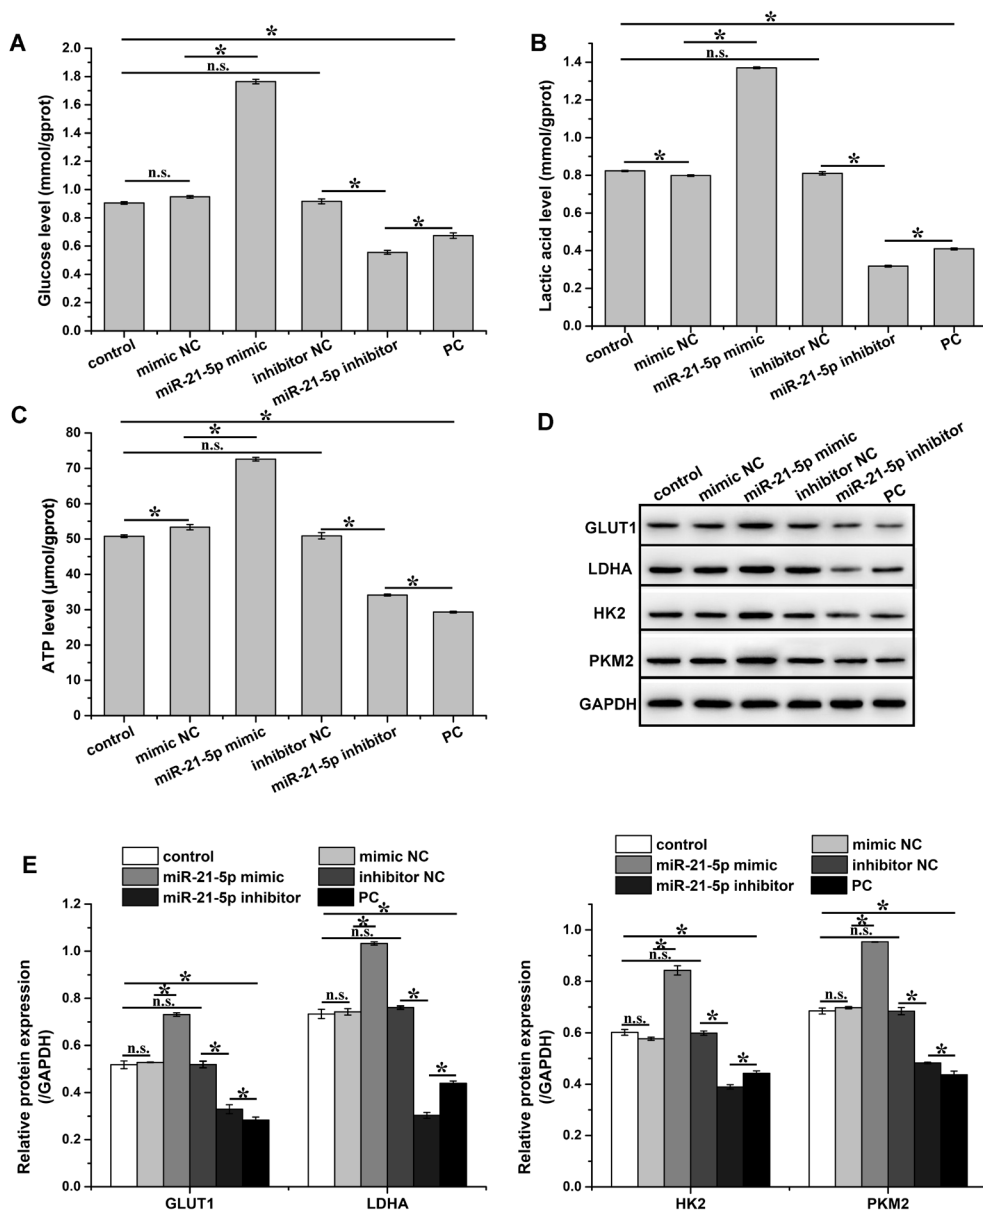 A
Glucose level (mmol/gprot)
2.0
1.8
1.6
1.4
1.2
1.0
0.8
0.6
0.4
0.2
0.0
*
*
n.s.
n.s.
*
*
control
mimic NC
miR-21-5p mimic
inhibitor NC
miR-21-5p inhibitor
PC
B
Lactic acid level (mmol/gprot)
1.4
1.2
1.0
0.8
0.6
0.4
0.2
0.0
*
*
n.s.
*
*
*
control
mimic NC
miR-21-5p mimic
inhibitor NC
miR-21-5p inhibitor
PC
C
ATP level (μmol/gprot)
80
70
60
50
40
30
20
10
0
*
*
n.s.
*
*
*
control
mimic NC
miR-21-5p mimic
inhibitor NC
miR-21-5p inhibitor
PC
D
control
mimic NC
miR-21-5p mimic
inhibitor NC
miR-21-5p inhibitor
PC
GLUT1
LDHA
HK2
PKM2
GAPDH
E
control
mimic NC
miR-21-5p mimic
inhibitor NC
miR-21-5p inhibitor
PC
Relative protein expression
(/GAPDH)
1.2
1.0
0.8
0.6
0.4
0.2
0.0
*
*
n.s.
n.s.
*
*
*
*
n.s.
n.s.
*
*
GLUT1
LDHA
control
mimic NC
miR-21-5p mimic
inhibitor NC
miR-21-5p inhibitor
PC
Relative protein expression
(/GAPDH)
1.0
0.8
0.6
0.4
0.2
0.0
*
*
n.s.
n.s.
*
*
*
*
n.s.
n.s.
*
*
HK2
PKM2